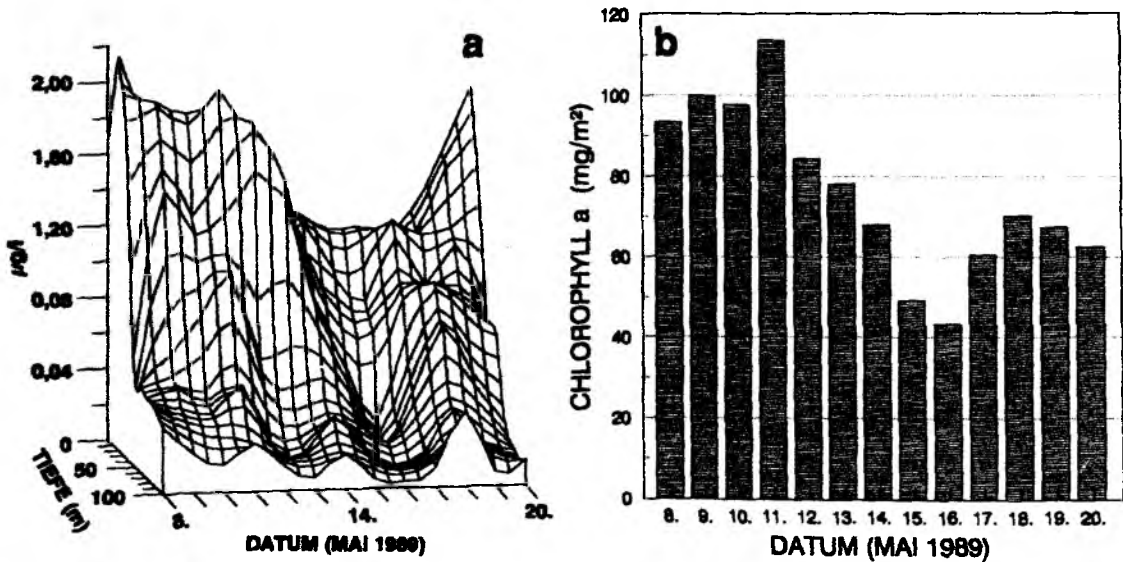 a
2,00
1,60
1,20
0,08
0,04
0
µg/l
50
100
TIEFE (m)
8.
14.
20.
DATUM (MAI 1989)
b
120
100
80
60
40
20
0
CHLOROPHYLL a (mg/m²)
8. 9. 10. 11. 12. 13. 14. 15. 16. 17. 18. 19. 20.
DATUM (MAI 1989)